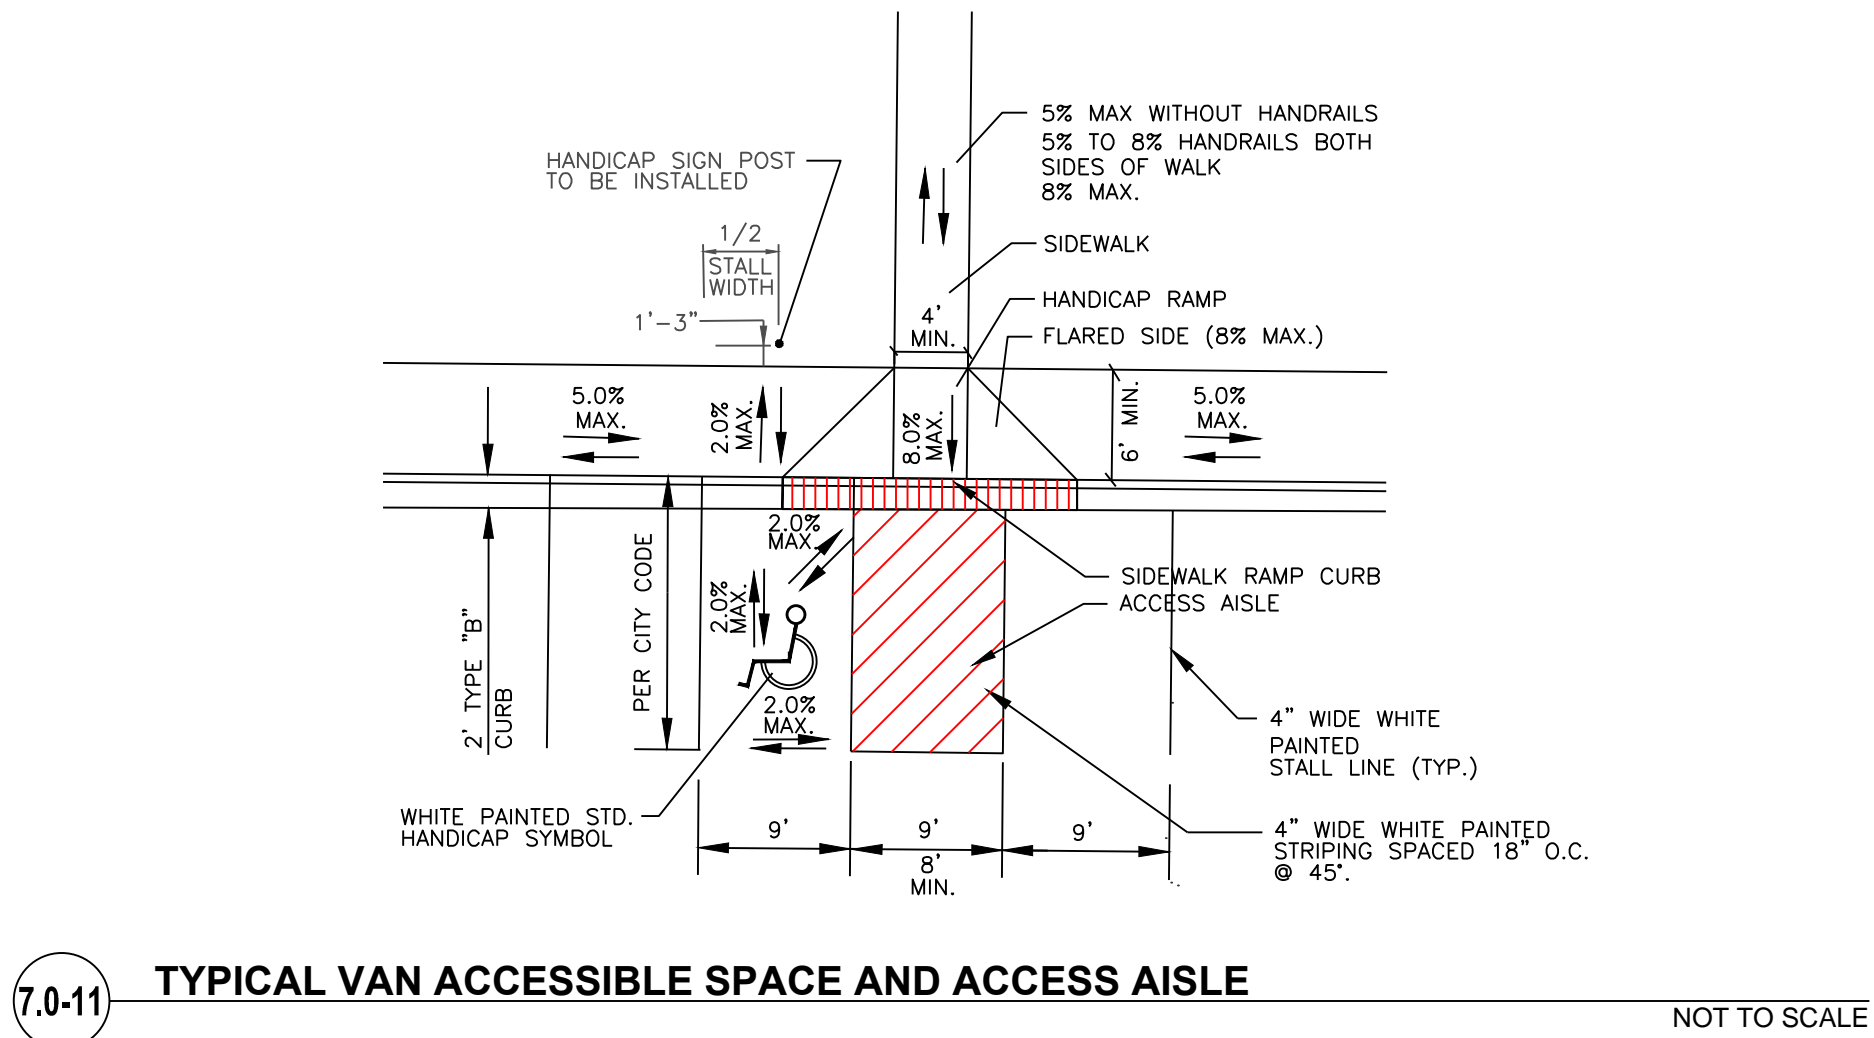 5% MAX WITHOUT HANDRAILS
5% TO 8% HANDRAILS BOTH
SIDES OF WALK
8% MAX.
HANDICAP SIGN POST
TO BE INSTALLED
1/2
STALL
WIDTH
1'-3"
SIDEWALK
HANDICAP RAMP
4'
MIN.
FLARED SIDE (8% MAX.)
5.0%
MAX.
2.0%
MAX.
8.0%
MAX.
6' MIN.
5.0%
MAX.
2.0%
MAX.
2.0%
MAX.
2' TYPE "B"
CURB
PER CITY CODE
SIDEWALK RAMP CURB
ACCESS AISLE
2.0%
MAX.
4" WIDE WHITE
PAINTED
STALL LINE (TYP.)
WHITE PAINTED STD.
HANDICAP SYMBOL
9'
9'
8'
MIN.
9'
4" WIDE WHITE PAINTED
STRIPING SPACED 18" O.C.
@ 45°.
7.0-11
TYPICAL VAN ACCESSIBLE SPACE AND ACCESS AISLE
NOT TO SCALE